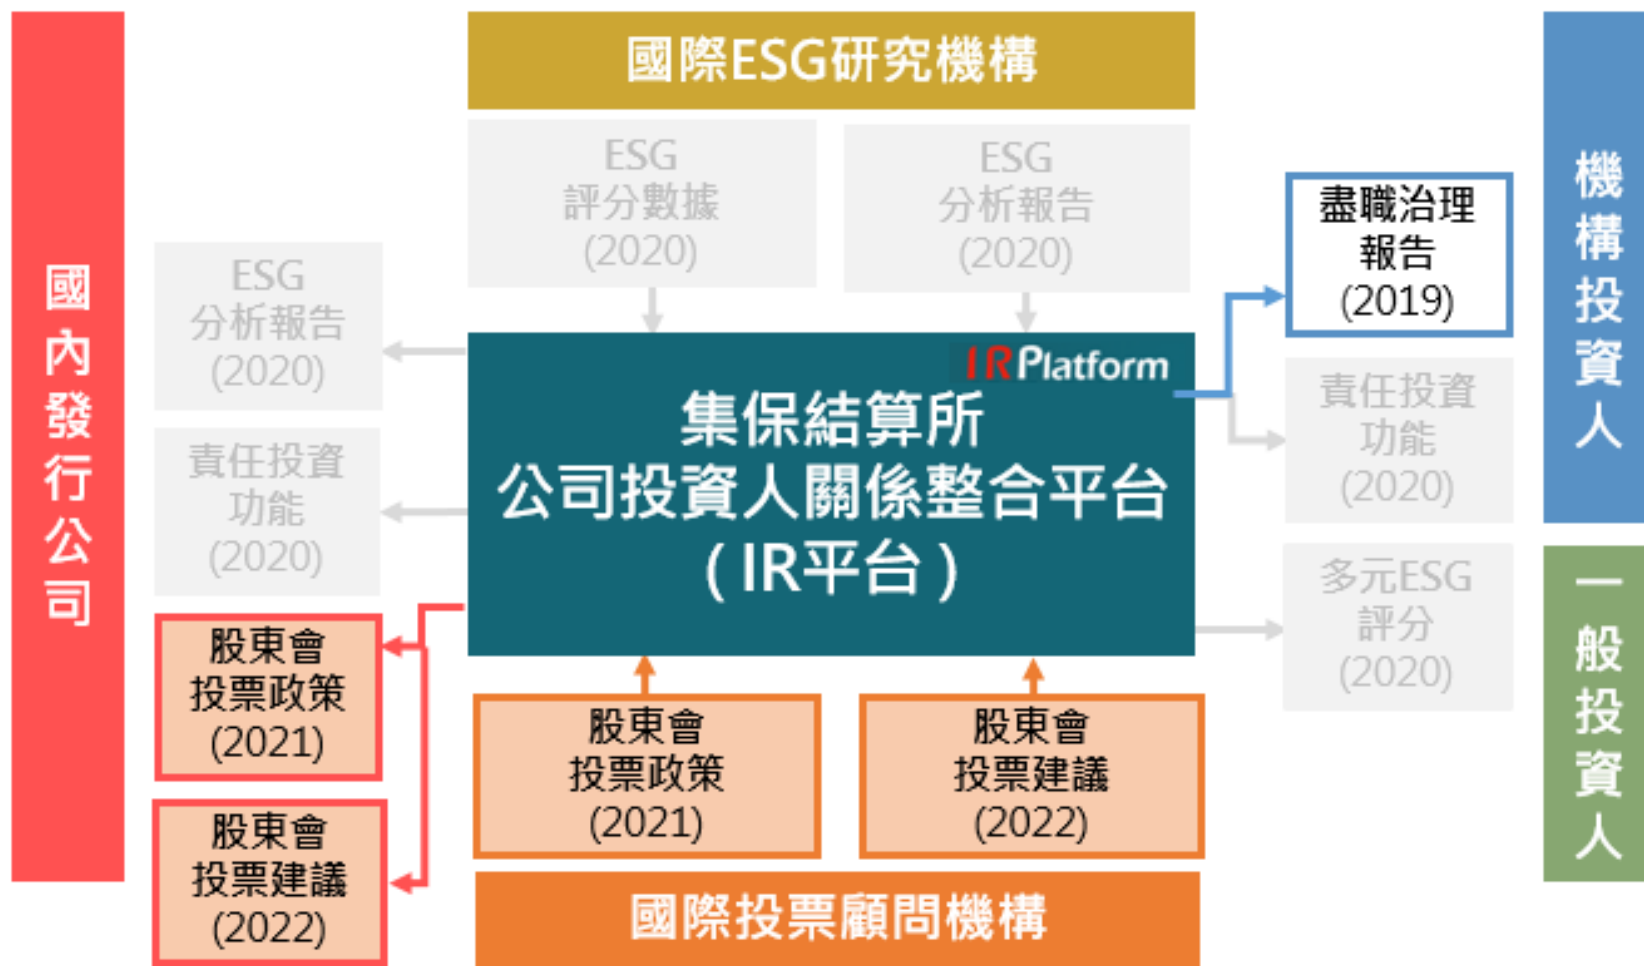 國內發行公司
國際ESG研究機構
ESG
評分數據
(2020)
ESG
分析報告
(2020)
ESG
分析報告
(2020)
責任投資
功能
(2020)
股東會
投票政策
(2021)
股東會
投票建議
(2022)
IRPlatform
集保結算所
公司投資人關係整合平台
(IR平台)
股東會
投票政策
(2021)
股東會
投票建議
(2022)
國際投票顧問機構
盡職治理
報告
(2019)
責任投資
功能
(2020)
多元ESG
評分
(2020)
機構投資人
一般投資人